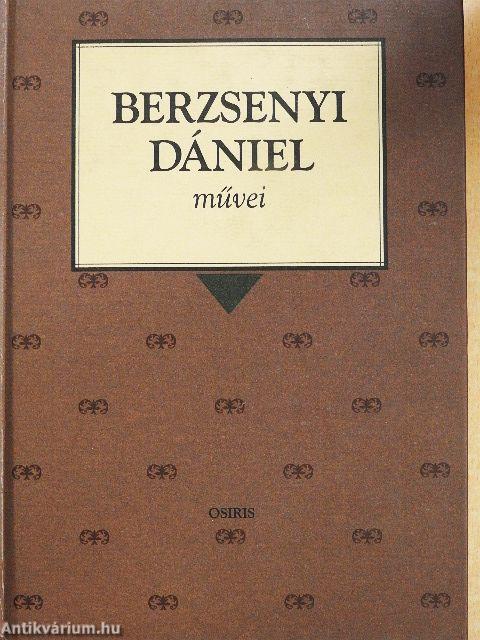 BERZSENYI
DÁNIEL
művei
OSIRIS
Antikvárium.hu